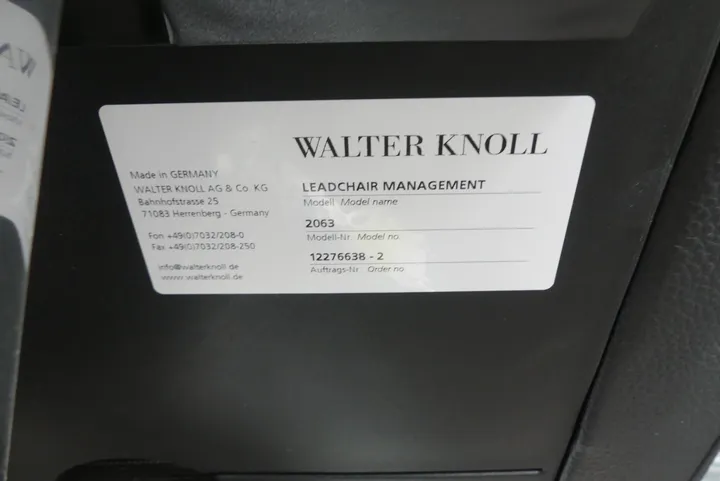 WALTER KNOLL
Made in GERMANY
WALTER KNOLL AG & Co. KG
Bahnhofstrasse 25
71083 Herrenberg - Germany
Fon +49(0)7032/208-0
Fax +49(0)7032/208-250
info@walterknoll.de
www.walterknoll.de
LEADCHAIR MANAGEMENT
Modell Model name
2063
Modell-Nr. Model no.
12276638 - 2
Auftrags-Nr. Order no.